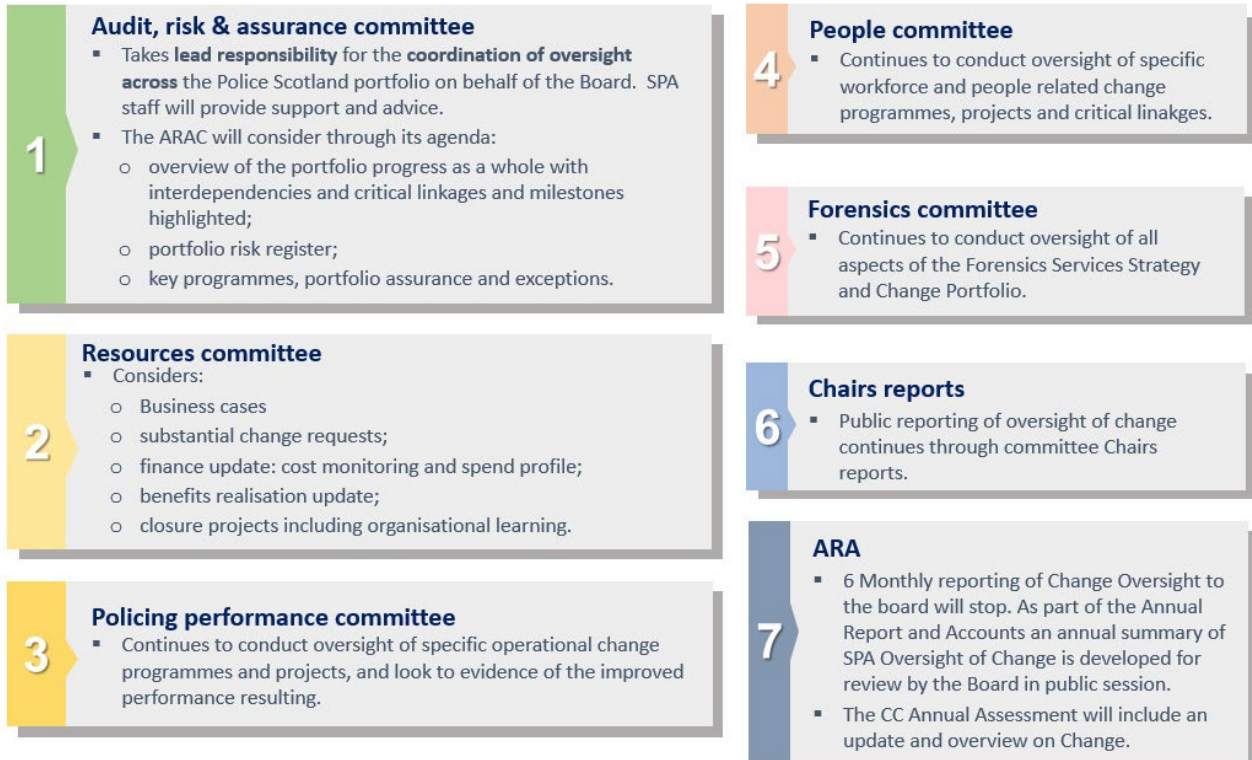 1
Audit, risk & assurance committee
▪ Takes lead responsibility for the coordination of oversight
across the Police Scotland portfolio on behalf of the Board. SPA
staff will provide support and advice.
▪ The ARAC will consider through its agenda:
o overview of the portfolio progress as a whole with
interdependencies and critical linkages and milestones
highlighted;
o portfolio risk register;
o key programmes, portfolio assurance and exceptions.
2
Resources committee
▪ Considers:
o Business cases
o substantial change requests;
o finance update: cost monitoring and spend profile;
o benefits realisation update;
o closure projects including organisational learning.
3
Policing performance committee
▪ Continues to conduct oversight of specific operational change
programmes and projects, and look to evidence of the improved
performance resulting.
4
People committee
▪ Continues to conduct oversight of specific
workforce and people related change
programmes, projects and critical linakges.
5
Forensics committee
▪ Continues to conduct oversight of all
aspects of the Forensics Services Strategy
and Change Portfolio.
6
Chairs reports
▪ Public reporting of oversight of change
continues through committee Chairs
reports.
7
ARA
▪ 6 Monthly reporting of Change Oversight to
the board will stop. As part of the Annual
Report and Accounts an annual summary of
SPA Oversight of Change is developed for
review by the Board in public session.
▪ The CC Annual Assessment will include an
update and overview on Change.